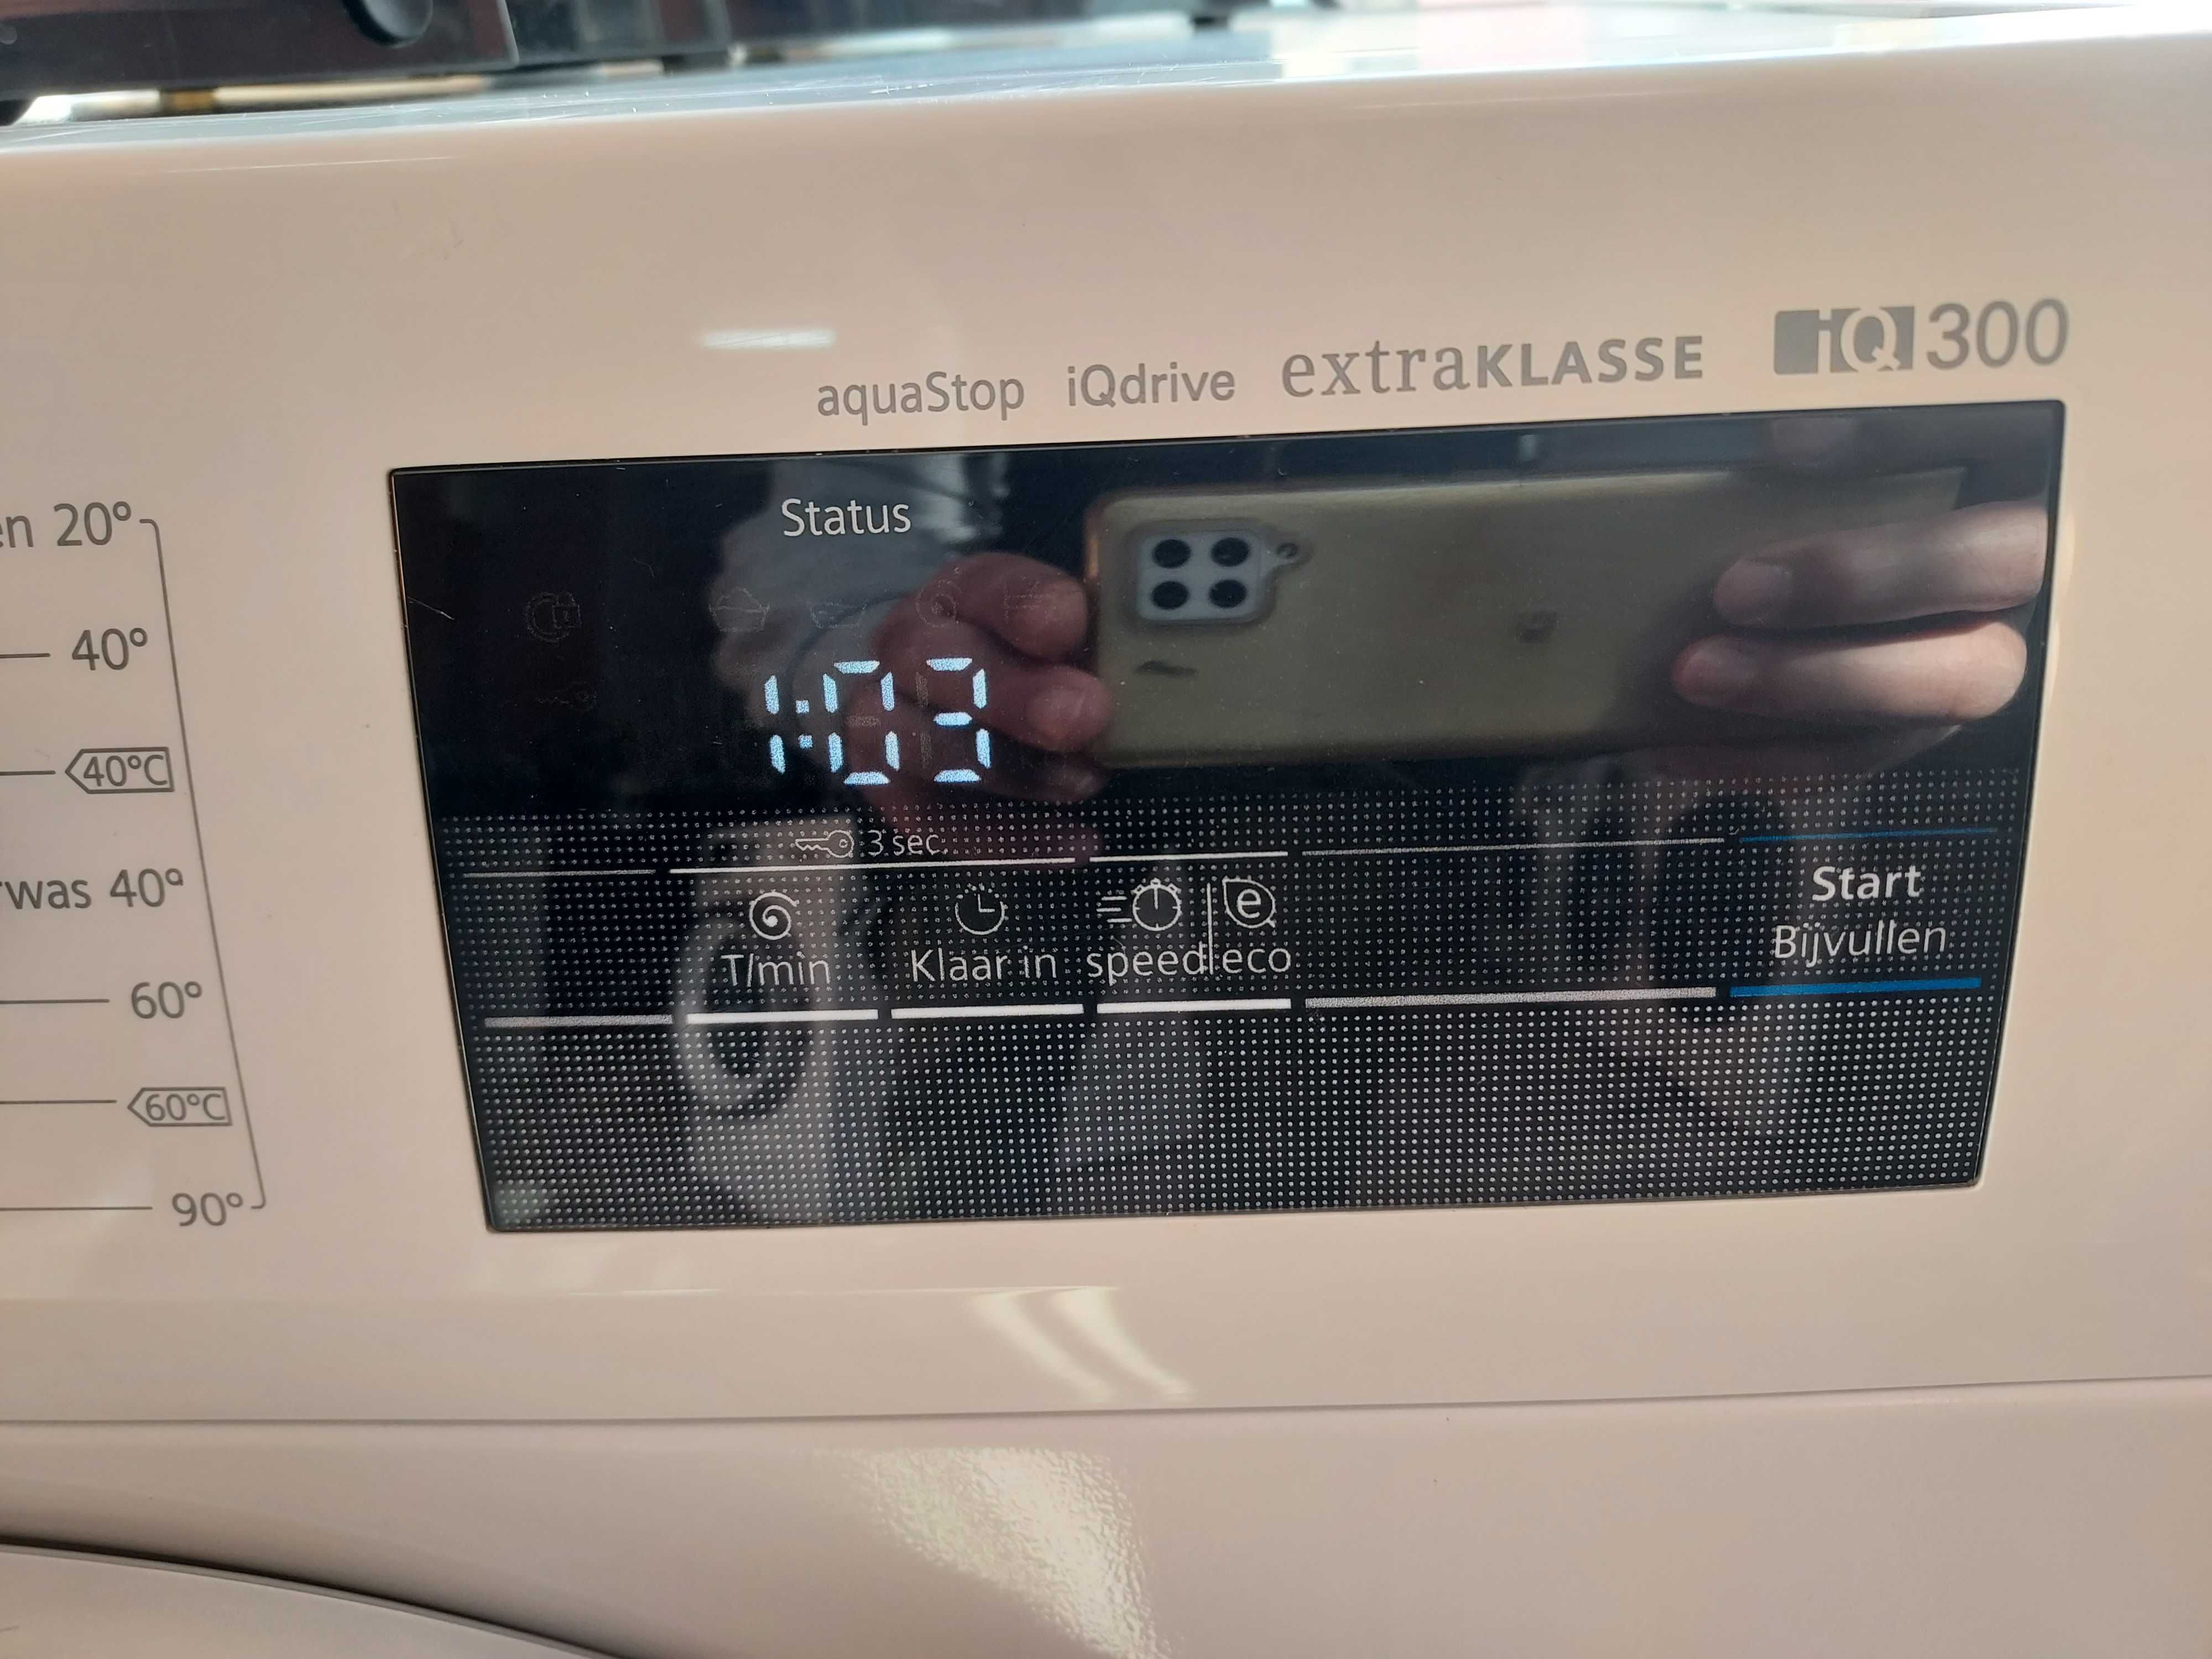 aquaStop iQdrive extraKLASSE iQ300
en 20°
40°
40°C
was 40°
60°
60°C
90°
Status
1:03
3 sec.
T/min Klaar in speed|eco
Start
Bijvullen